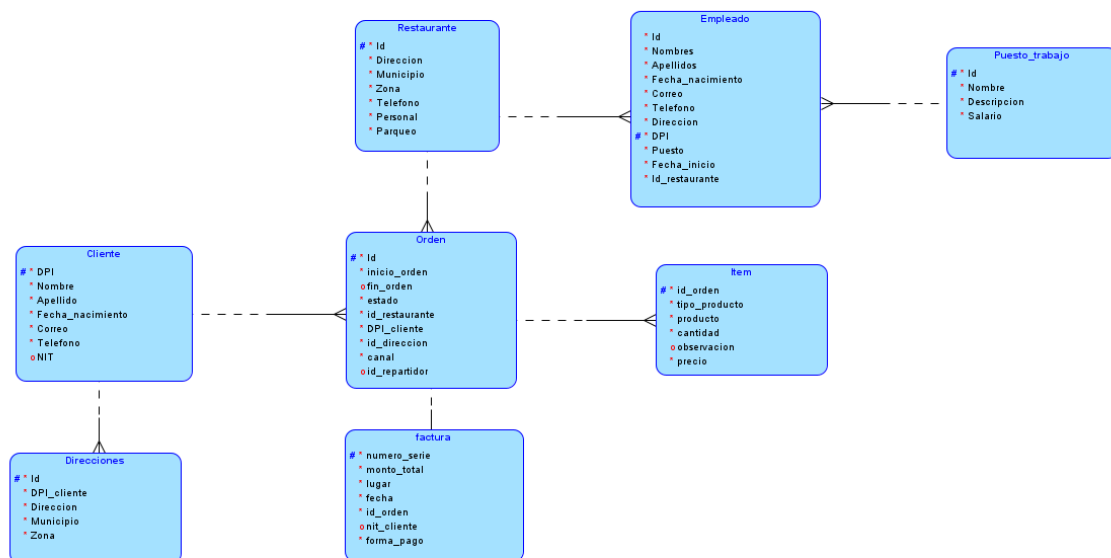 Restaurante
# * Id
* Direccion
* Municipio
* Zona
* Telefono
* Personal
* Parqueo
Empleado
* Id
* Nombres
* Apellidos
* Fecha_nacimiento
* Correo
* Telefono
* Direccion
# * DPI
* Puesto
* Fecha_inicio
* Id_restaurante
Puesto_trabajo
# * Id
* Nombre
* Descripcion
* Salario
Cliente
# * DPI
* Nombre
* Apellido
* Fecha_nacimiento
* Correo
* Telefono
o NIT
Orden
# * Id
* inicio_orden
o fin_orden
* estado
* id_restaurante
* DPI_cliente
* id_direccion
* canal
o id_repartidor
Item
# * id_orden
* tipo_producto
* producto
* cantidad
o observacion
* precio
Direcciones
# * Id
* DPI_cliente
* Direccion
* Municipio
* Zona
factura
# * numero_serie
* monto_total
* lugar
* fecha
* id_orden
o nit_cliente
* forma_pago